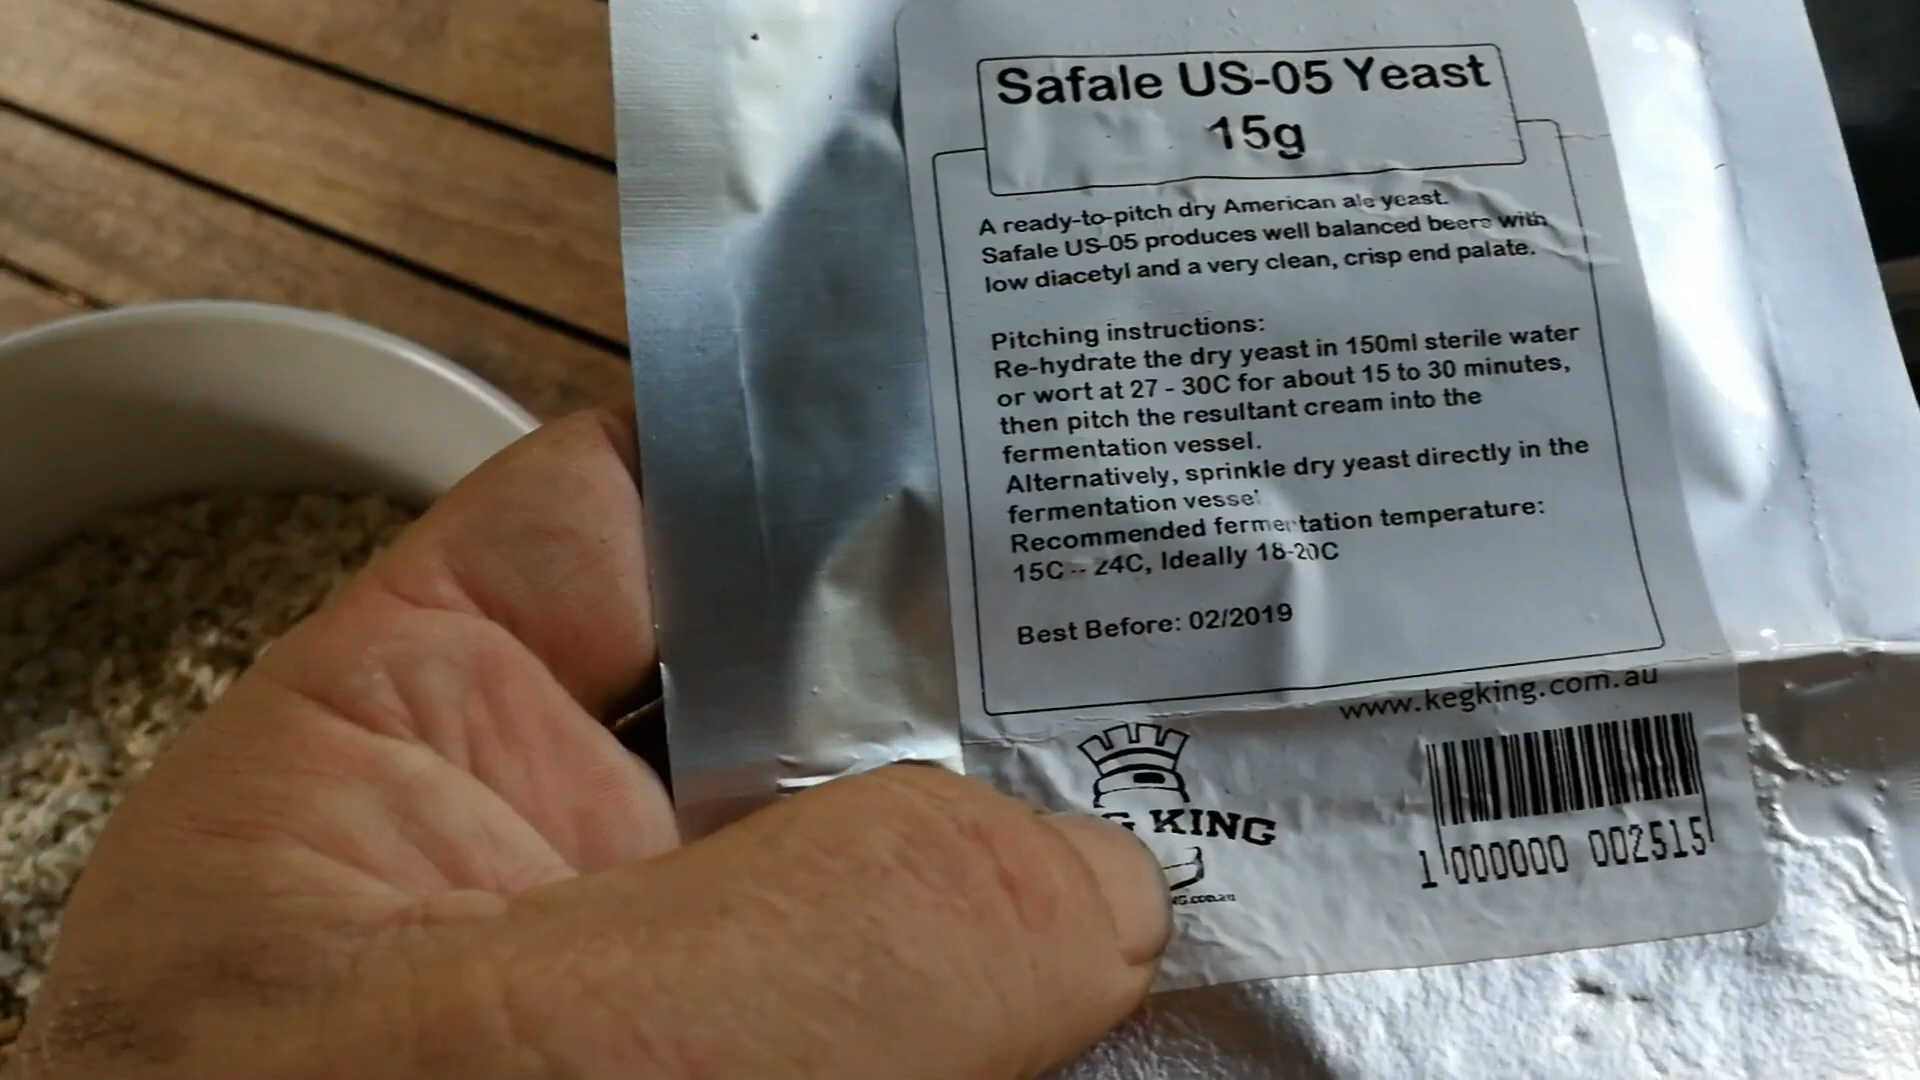 Safale US-05 Yeast
15g
A ready-to-pitch dry American ale yeast.
Safale US-05 produces well balanced beers with
low diacetyl and a very clean, crisp end palate.
Pitching instructions:
Re-hydrate the dry yeast in 150ml sterile water
or wort at 27 - 30C for about 15 to 30 minutes,
then pitch the resultant cream into the
fermentation vessel.
Alternatively, sprinkle dry yeast directly in the
fermentation vessel
Recommended fermentation temperature:
15C - 24C, Ideally 18-20C
Best Before: 02/2019
www.kegking.com.au
G KING
G.com.au
1 000000 002515